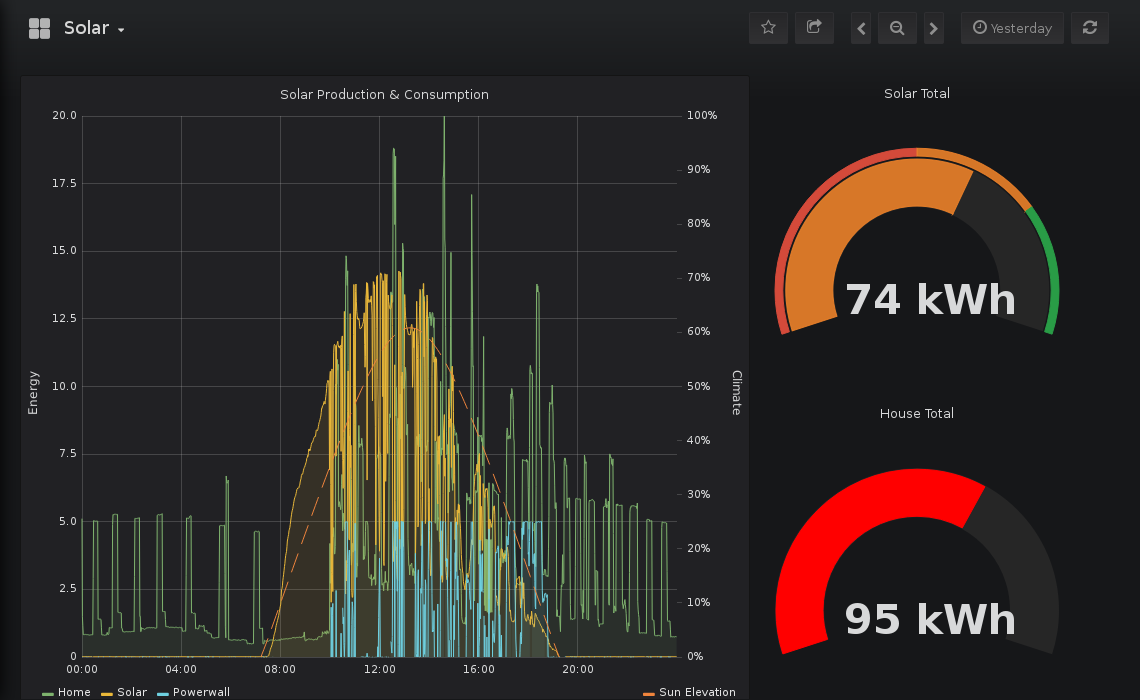 Solar
Yesterday
Solar Production & Consumption
20.0
17.5
15.0
12.5
10.0
7.5
5.0
2.5
0
Energy
100%
90%
80%
70%
60%
50%
40%
30%
20%
10%
0%
Climate
00:00 04:00 08:00 12:00 16:00 20:00
Home Solar Powerwall Sun Elevation
Solar Total
74 kWh
House Total
95 kWh